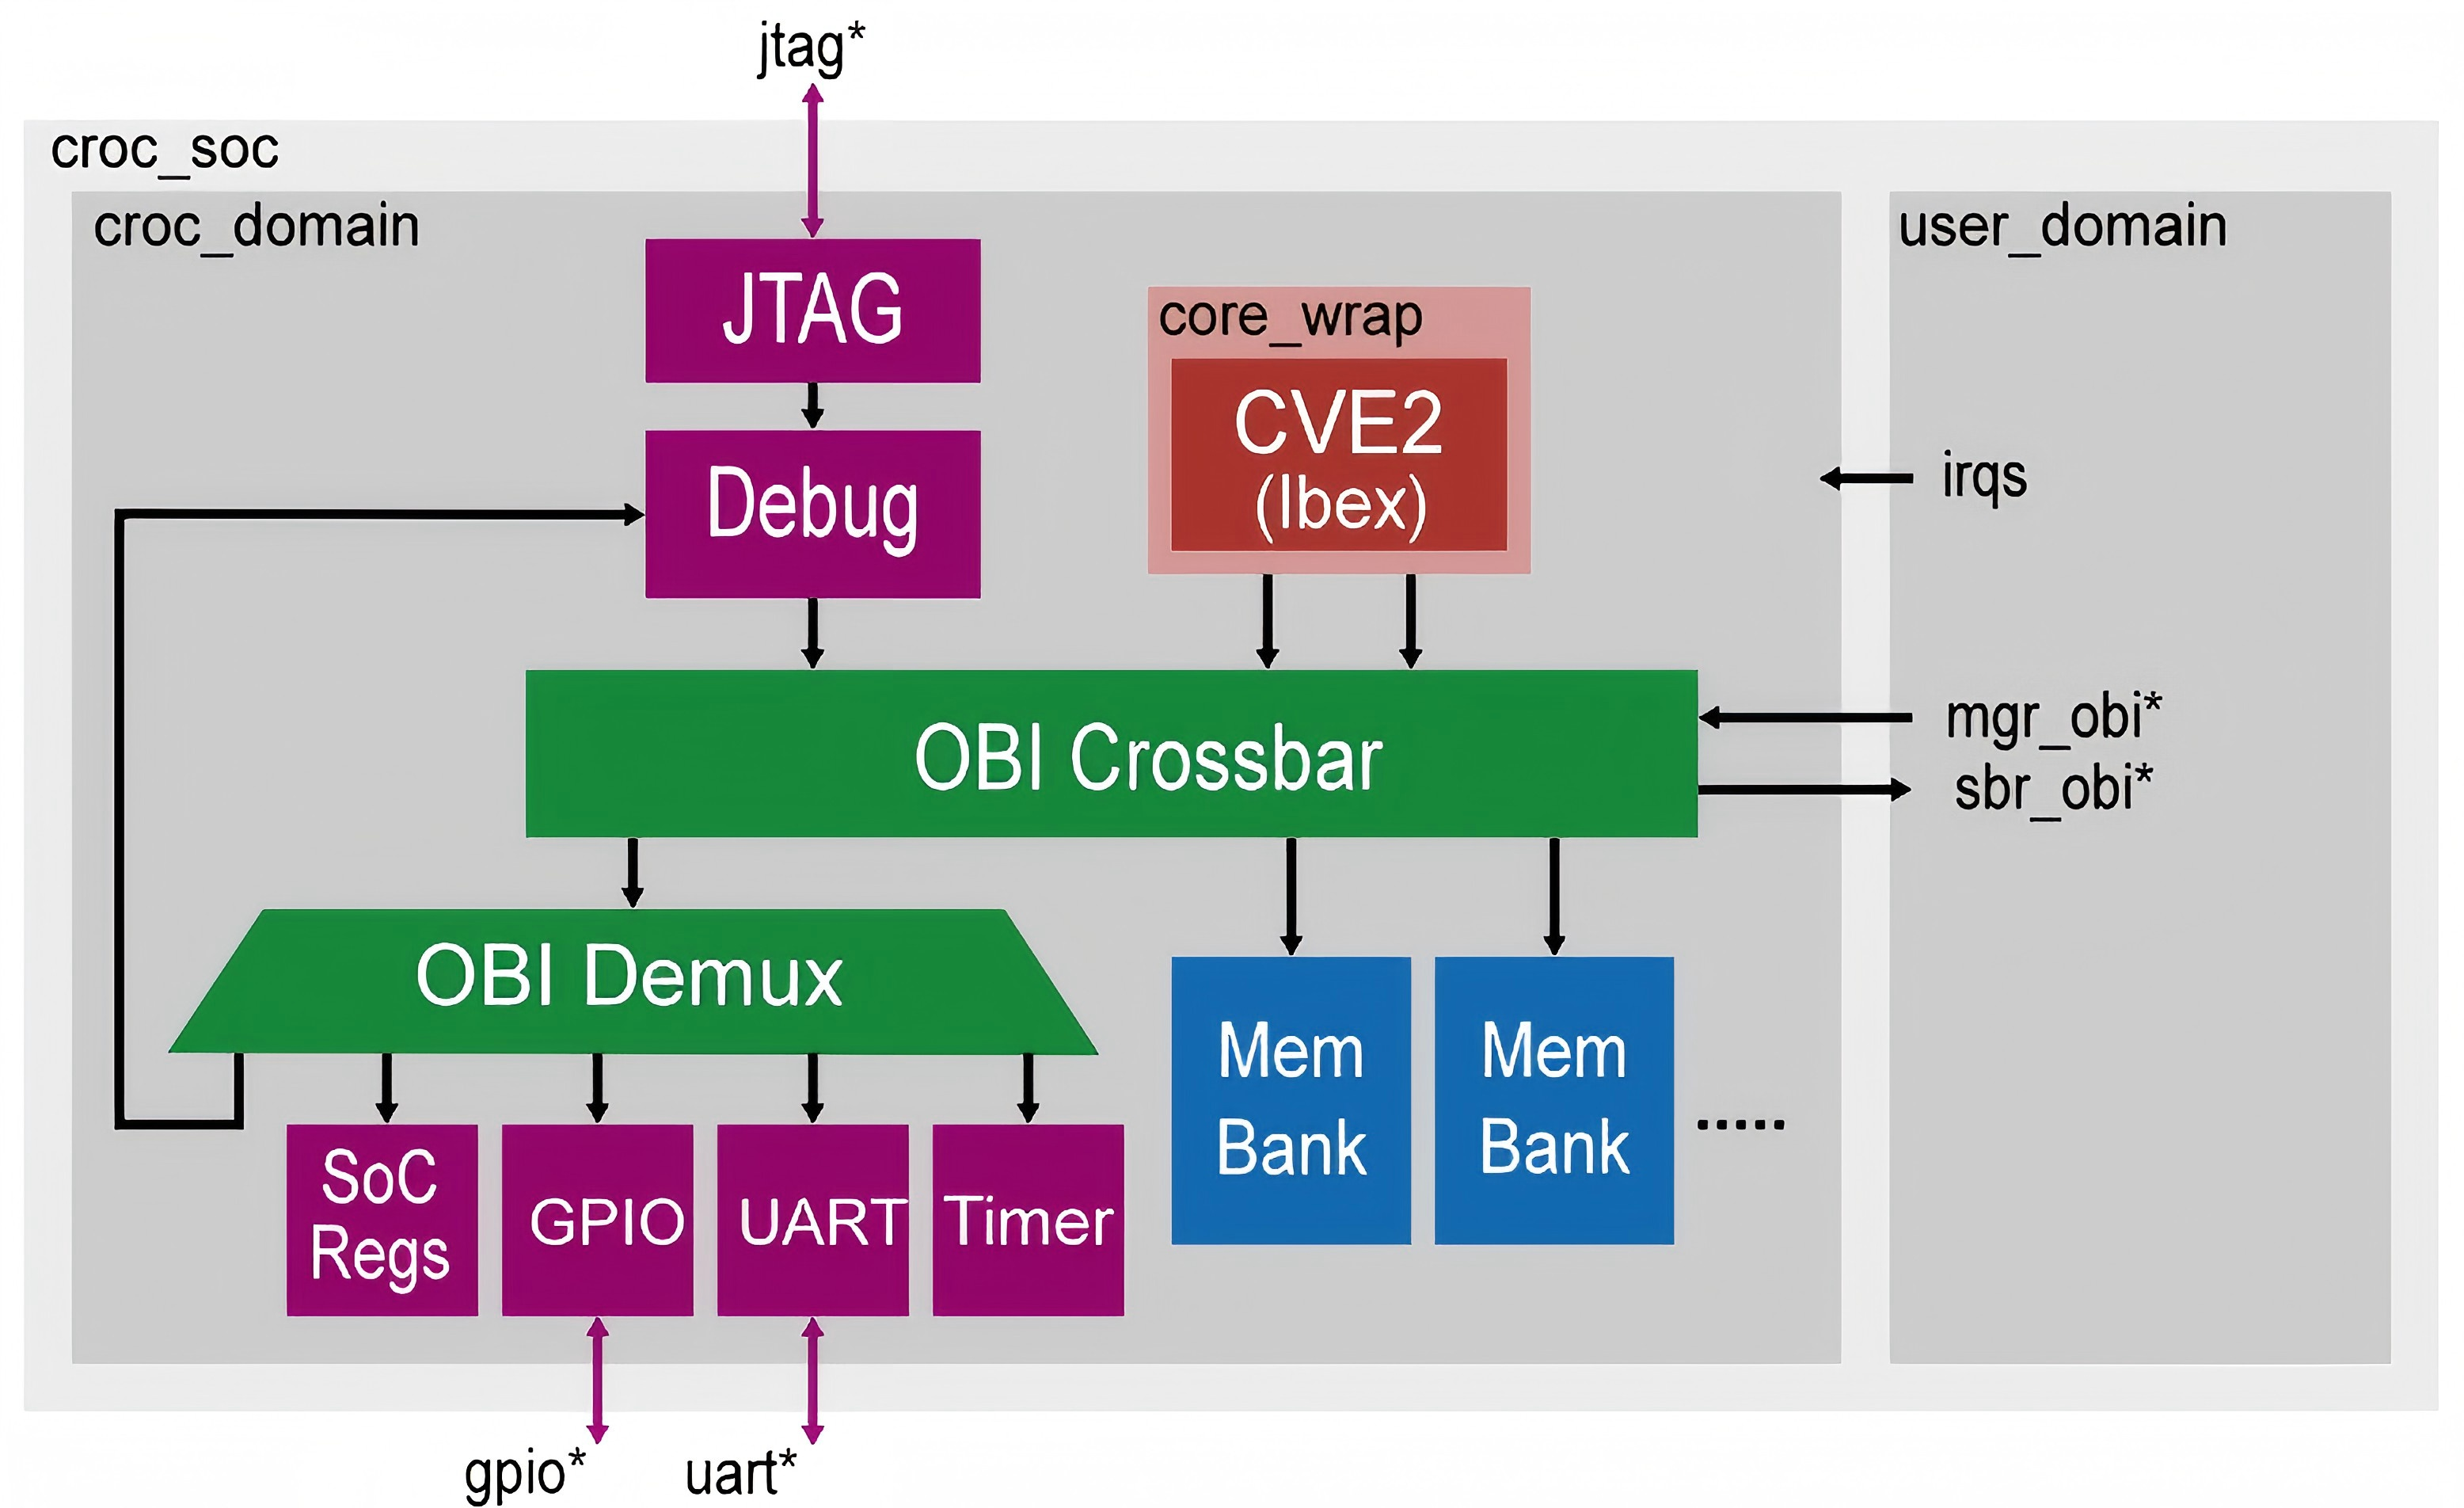 jtag*
croc_soc
croc_domain
user_domain
JTAG
core_wrap
CVE2
(Ibex)
Debug
irqs
OBI Crossbar
mgr_obi*
sbr_obi*
OBI Demux
Mem
Bank
Mem
Bank
.....
SoC
Regs
GPIO
UART
Timer
gpio*
uart*